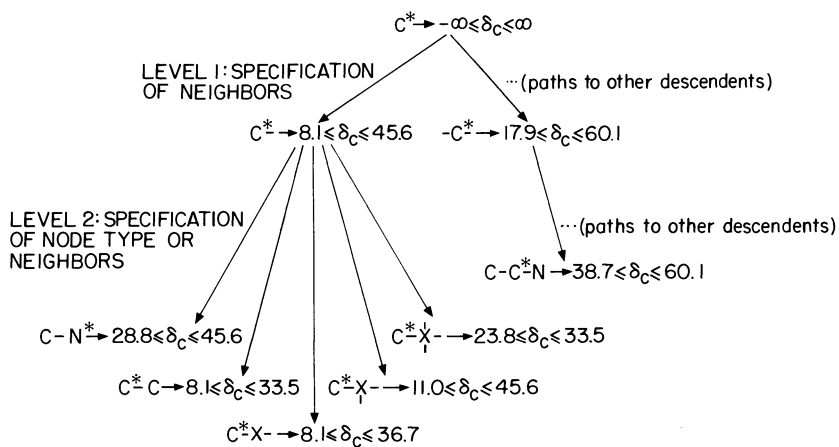 C*→ -∞≤δc≤∞
LEVEL 1: SPECIFICATION
OF NEIGHBORS
···(paths to other descendents)
C*-→8.1≤δc≤45.6
-C*-→17.9≤δc≤60.1
LEVEL 2: SPECIFICATION
OF NODE TYPE OR
NEIGHBORS
···(paths to other descendents)
C-C*-N→38.7≤δc≤60.1
C-N*→28.8≤δc≤45.6
C*-X-→23.8≤δc≤33.5
C*-C→8.1≤δc≤33.5
C*-X-→11.0≤δc≤45.6
C*-X-→8.1≤δc≤36.7